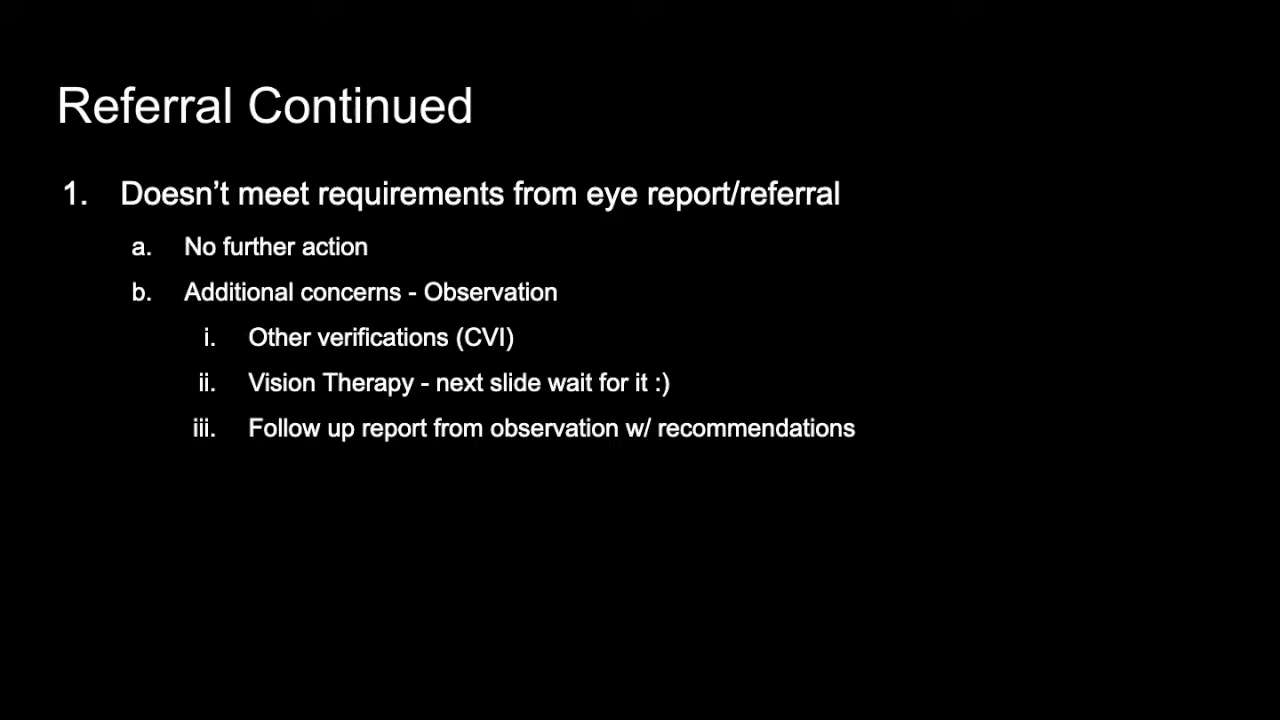 Referral Continued
1. Doesn’t meet requirements from eye report/referral
a. No further action
b. Additional concerns - Observation
i. Other verifications (CVI)
ii. Vision Therapy - next slide wait for it :)
iii. Follow up report from observation w/ recommendations